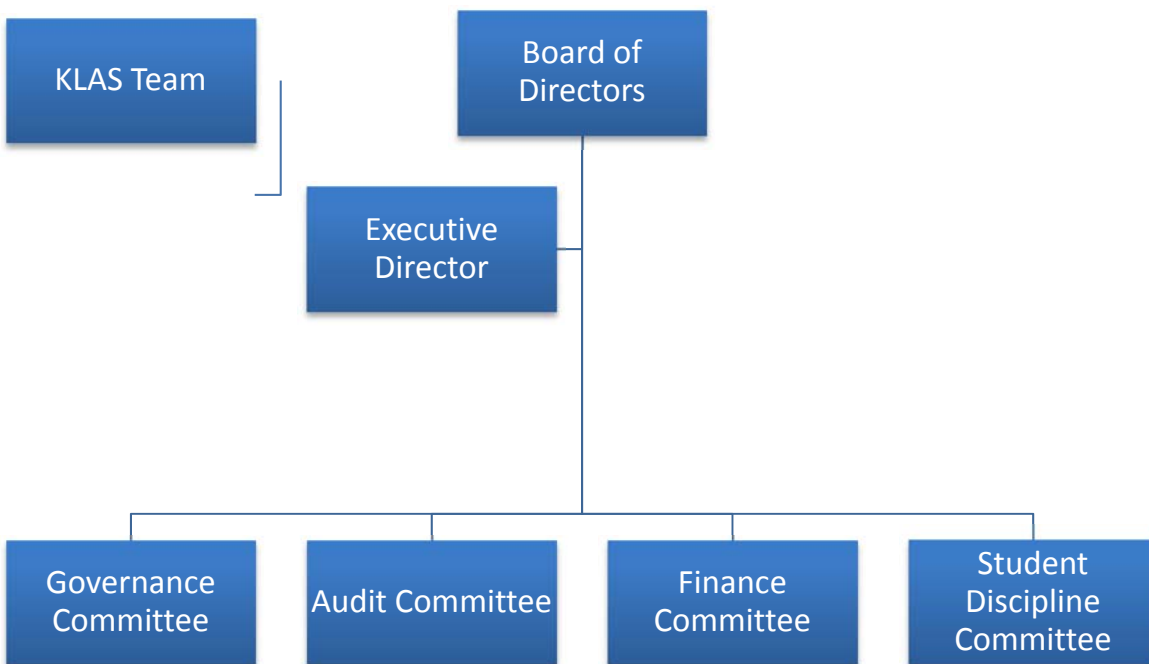 KLAS Team
Board of
Directors
Executive
Director
Governance
Committee
Audit Committee
Finance
Committee
Student
Discipline
Committee